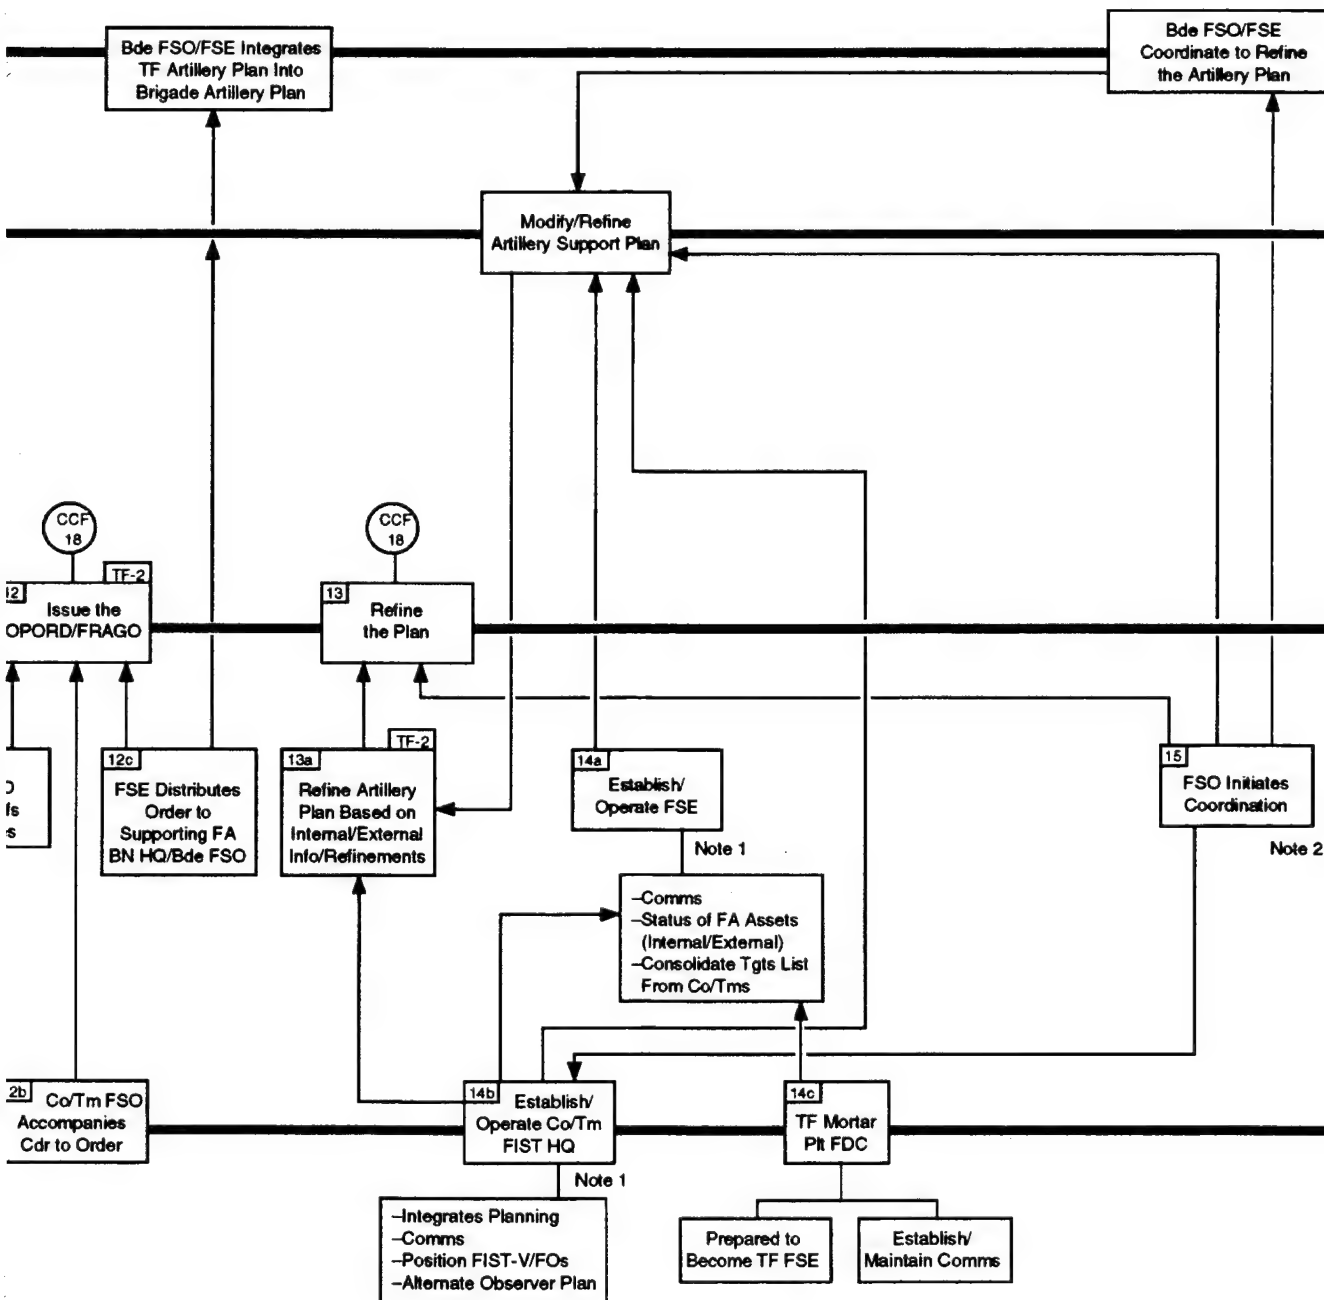 Bde FSO/FSE Integrates
TF Artillery Plan Into
Brigade Artillery Plan
Bde FSO/FSE
Coordinate to Refine
the Artillery Plan
Modify/Refine
Artillery Support Plan
CCF
18
CCF
18
TF-2
12
Issue the
OPORD/FRAGO
13
Refine
the Plan
12c
FSE Distributes
Order to
Supporting FA
BN HQ/Bde FSO
TF-2
13a
Refine Artillery
Plan Based on
Internal/External
Info/Refinements
14a
Establish/
Operate FSE
Note 1
15
FSO Initiates
Coordination
Note 2
–Comms
–Status of FA Assets
(Internal/External)
–Consolidate Tgts List
From Co/Tms
2b
Co/Tm FSO
Accompanies
Cdr to Order
14b
Establish/
Operate Co/Tm
FIST HQ
Note 1
14c
TF Mortar
Plt FDC
–Integrates Planning
–Comms
–Position FIST-V/FOs
–Alternate Observer Plan
Prepared to
Become TF FSE
Establish/
Maintain Comms